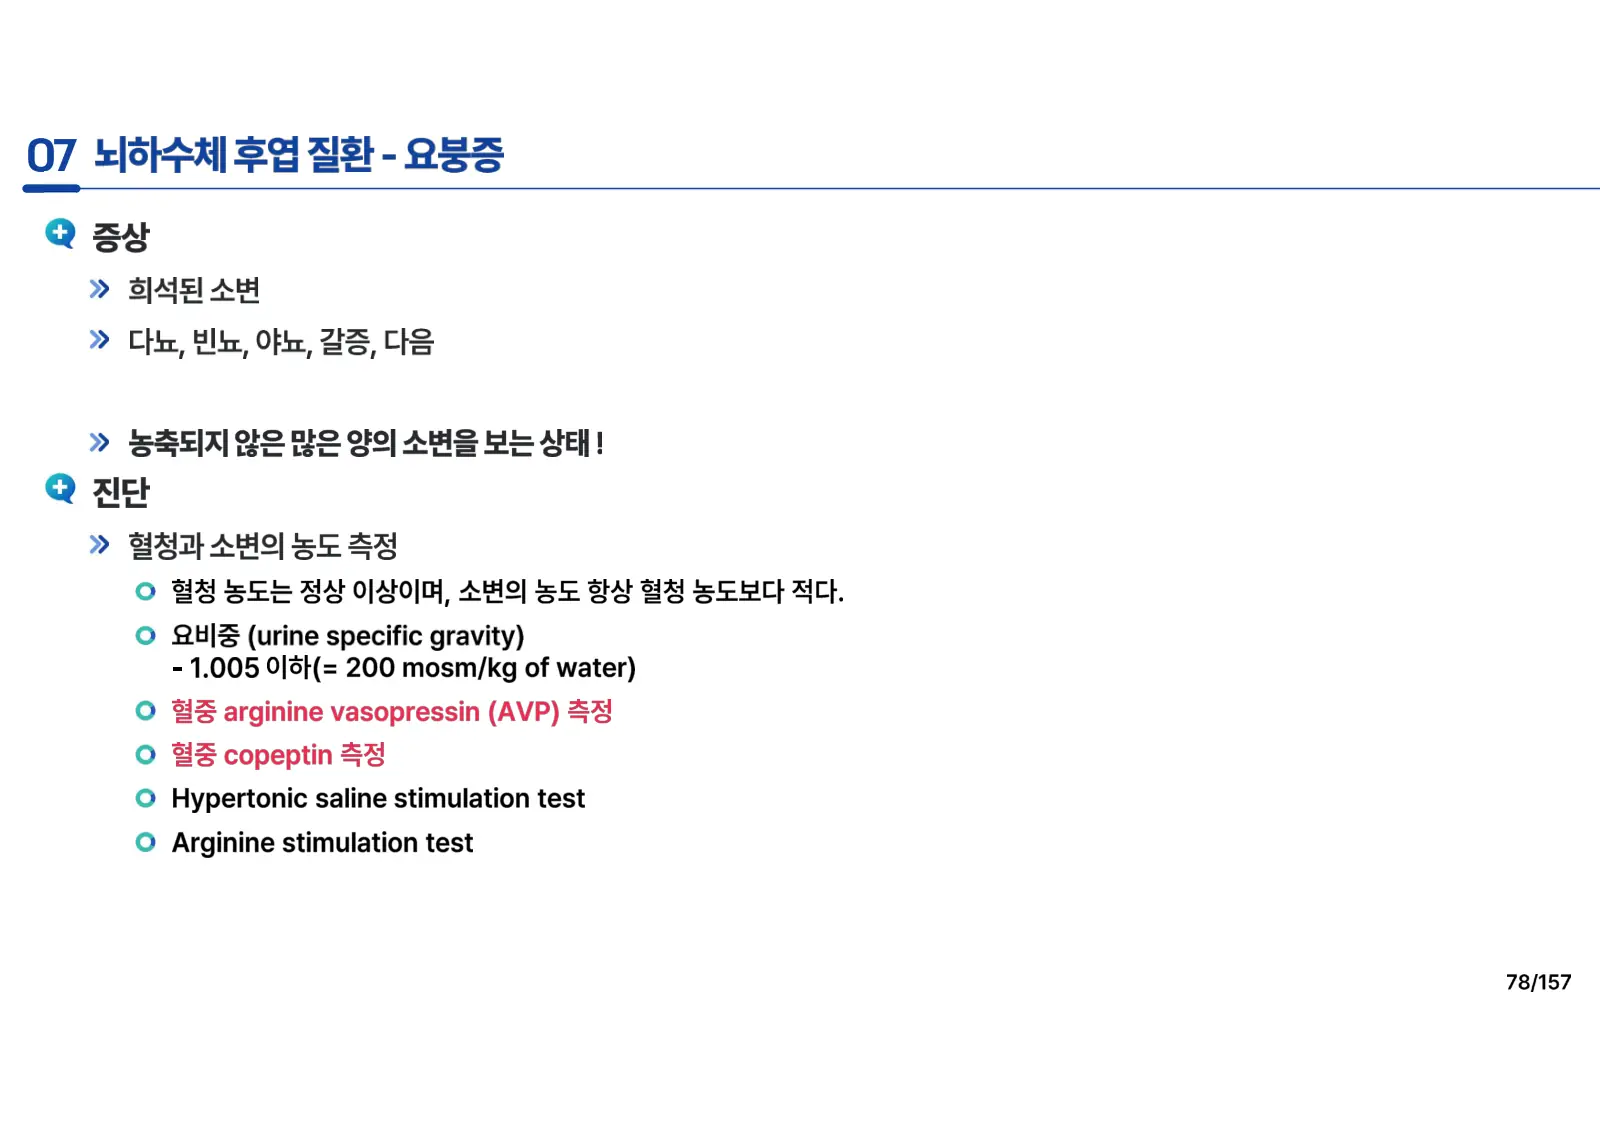 07 뇌하수체 후엽 질환 - 요붕증
증상
희석된 소변
다뇨, 빈뇨, 야뇨, 갈증, 다음
농축되지 않은 많은 양의 소변을 보는 상태 !
진단
혈청과 소변의 농도 측정
혈청 농도는 정상 이상이며, 소변의 농도 항상 혈청 농도보다 적다.
요비중 (urine specific gravity)
- 1.005 이하(= 200 mosm/kg of water)
혈중 arginine vasopressin (AVP) 측정
혈중 copeptin 측정
Hypertonic saline stimulation test
Arginine stimulation test
78/157